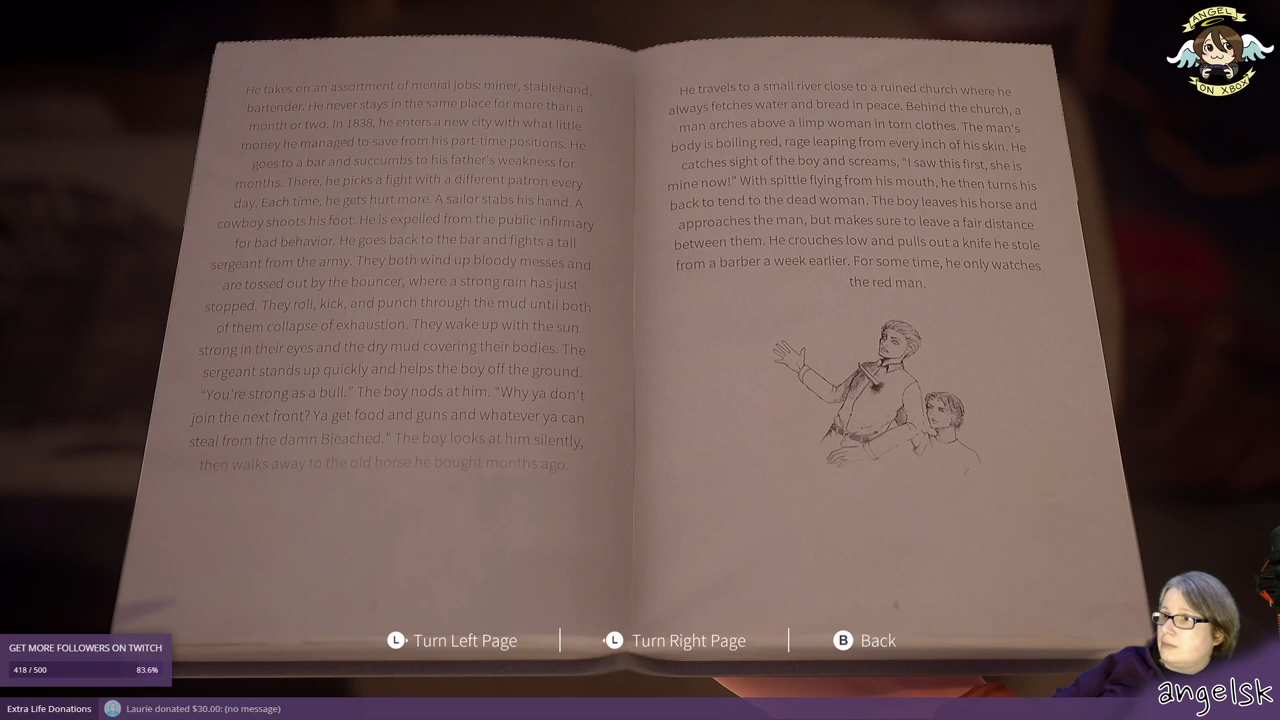 ANGEL
ON XBOX
He takes on an assortment of menial jobs: miner, stablehand,
bartender. He never stays in the same place for more than a
month or two. In 1838, he enters a new city with what little
money he managed to save from his part-time positions. He
goes to a bar and succumbs to his father's weakness for
months. There, he picks a fight with a different patron every
day. Each time, he gets hurt more. A sailor stabs his hand. A
cowboy shoots his foot. He is expelled from the public infirmary
for bad behavior. He goes back to the bar and fights a tall
sergeant from the army. They both wind up bloody messes and
are tossed out by the bouncer, where a strong rain has just
stopped. They roll, kick, and punch through the mud until both
of them collapse of exhaustion. They wake up with the sun
strong in their eyes and the dry mud covering their bodies. The
sergeant stands up quickly and helps the boy off the ground.
“You're strong as a bull.” The boy nods at him. “Why ya don't
join the next front? Ya get food and guns and whatever ya can
steal from the damn Bleached.” The boy looks at him silently,
then walks away to the old horse he bought months ago.
He travels to a small river close to a ruined church where he
always fetches water and bread in peace. Behind the church, a
man arches above a limp woman in torn clothes. The man's
body is boiling red, rage leaping from every inch of his skin. He
catches sight of the boy and screams, “I saw this first, she is
mine now!” With spittle flying from his mouth, he then turns his
back to tend to the dead woman. The boy leaves his horse and
approaches the man, but makes sure to leave a fair distance
between them. He crouches low and pulls out a knife he stole
from a barber a week earlier. For some time, he only watches
the red man.
L Turn Left Page
L Turn Right Page
B Back
GET MORE FOLLOWERS ON TWITCH
418 / 500 83.6%
Extra Life Donations Laurie donated $30.00: (no message)
angelsk